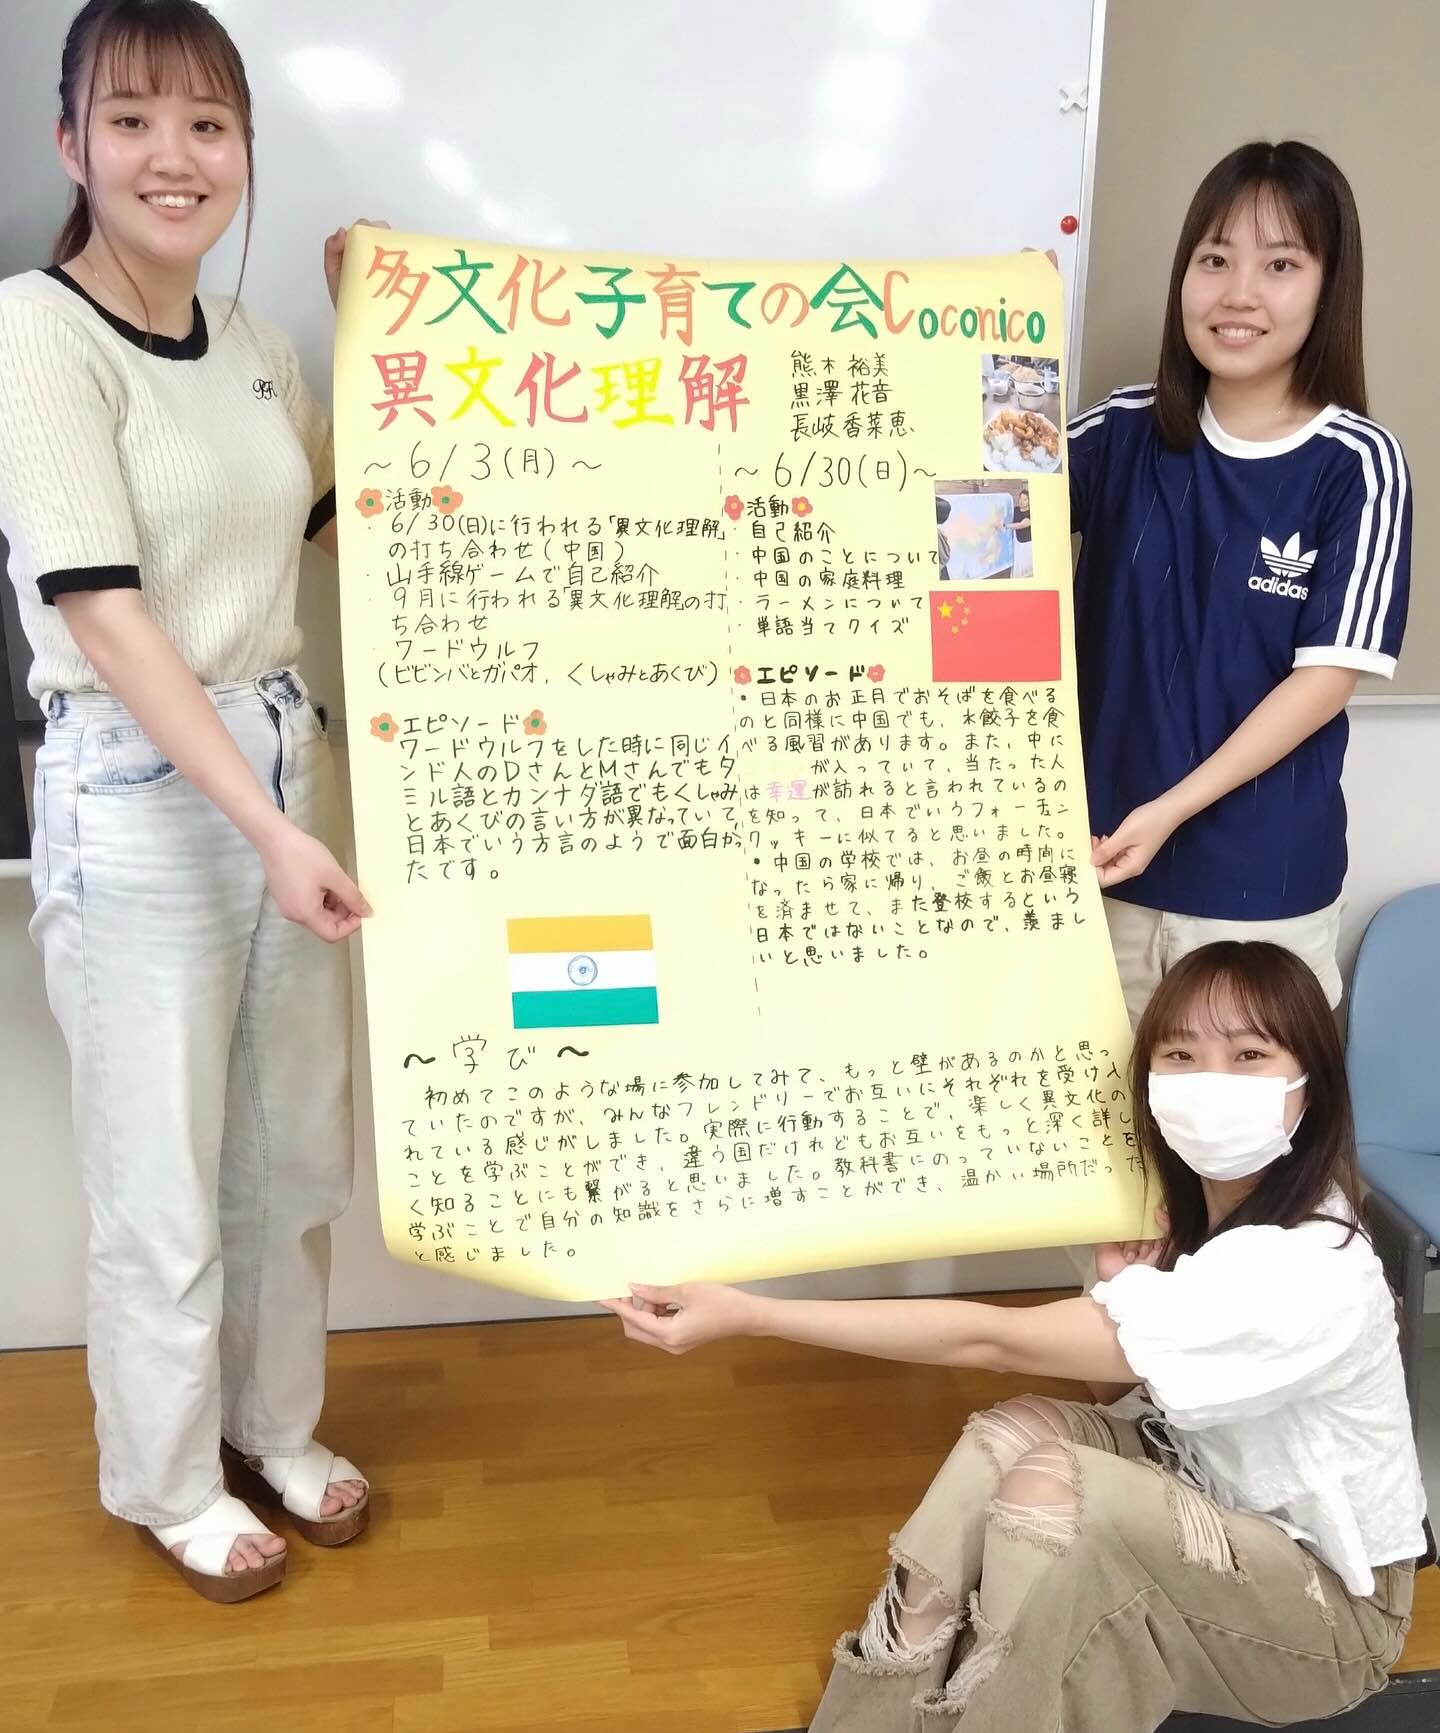 多文化子育ての会Coconico
異文化理解
熊木 裕美
黒澤 花音
長岐 香菜恵
～6/3(月)～
活動
・6/30(日)に行われる「異文化理解」
の打ち合わせ(中国)
・山手線ゲームで自己紹介
・9月に行われる「異文化理解」の打
ち合わせ
・ワードウルフ
(ビビンバとガパオ、くしゃみとあくび)
エピソード
ワードウルフをした時に同じイ
ンド人のDさんとMさんでもタ
ミル語とカンナダ語でもくしゃみ
とあくびの言い方が異なっていて、
日本でいう方言のようで面白かっ
たです。
～6/30(日)～
活動
・自己紹介
・中国のことについて
・中国の家庭料理
・ラーメンについて
・単語当てクイズ
エピソード
・日本のお正月でおそばを食べる
のと同様に中国でも、水餃子を食
べる風習があります。また、中に
が入っていて、当たった人
は幸運が訪れると言われているの
を知って、日本でいうフォーチュン
クッキーに似てると思いました。
・中国の学校では、お昼の時間に
なったら家に帰り、ご飯とお昼寝
を済ませて、また登校するという
日本ではないことなので、羨まし
いと思いました。
～学び～
初めてこのような場に参加してみて、もっと壁があるのかと思っ
ていたのですが、みんなフレンドリーでお互いにそれぞれを受け入
れている感じがしました。実際に行動することで、楽しく異文化の
ことを学ぶことができ、違う国だけれどもお互いをもっと深く詳し
く知ることにも繋がると思いました。教科書にのっていないことを
学ぶことで自分の知識をさらに増すことができ、温かい場所だった
と感じました。
adidas